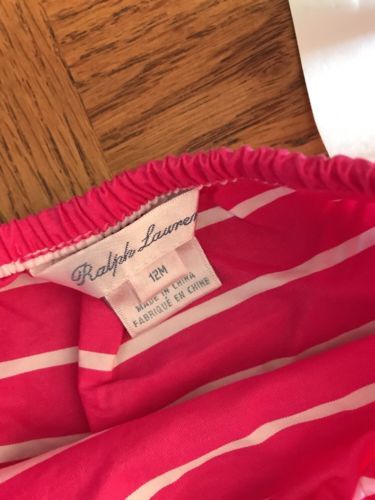 Ralph Lauren
12M
MADE IN CHINA
FABRIQUÉ EN CHINE